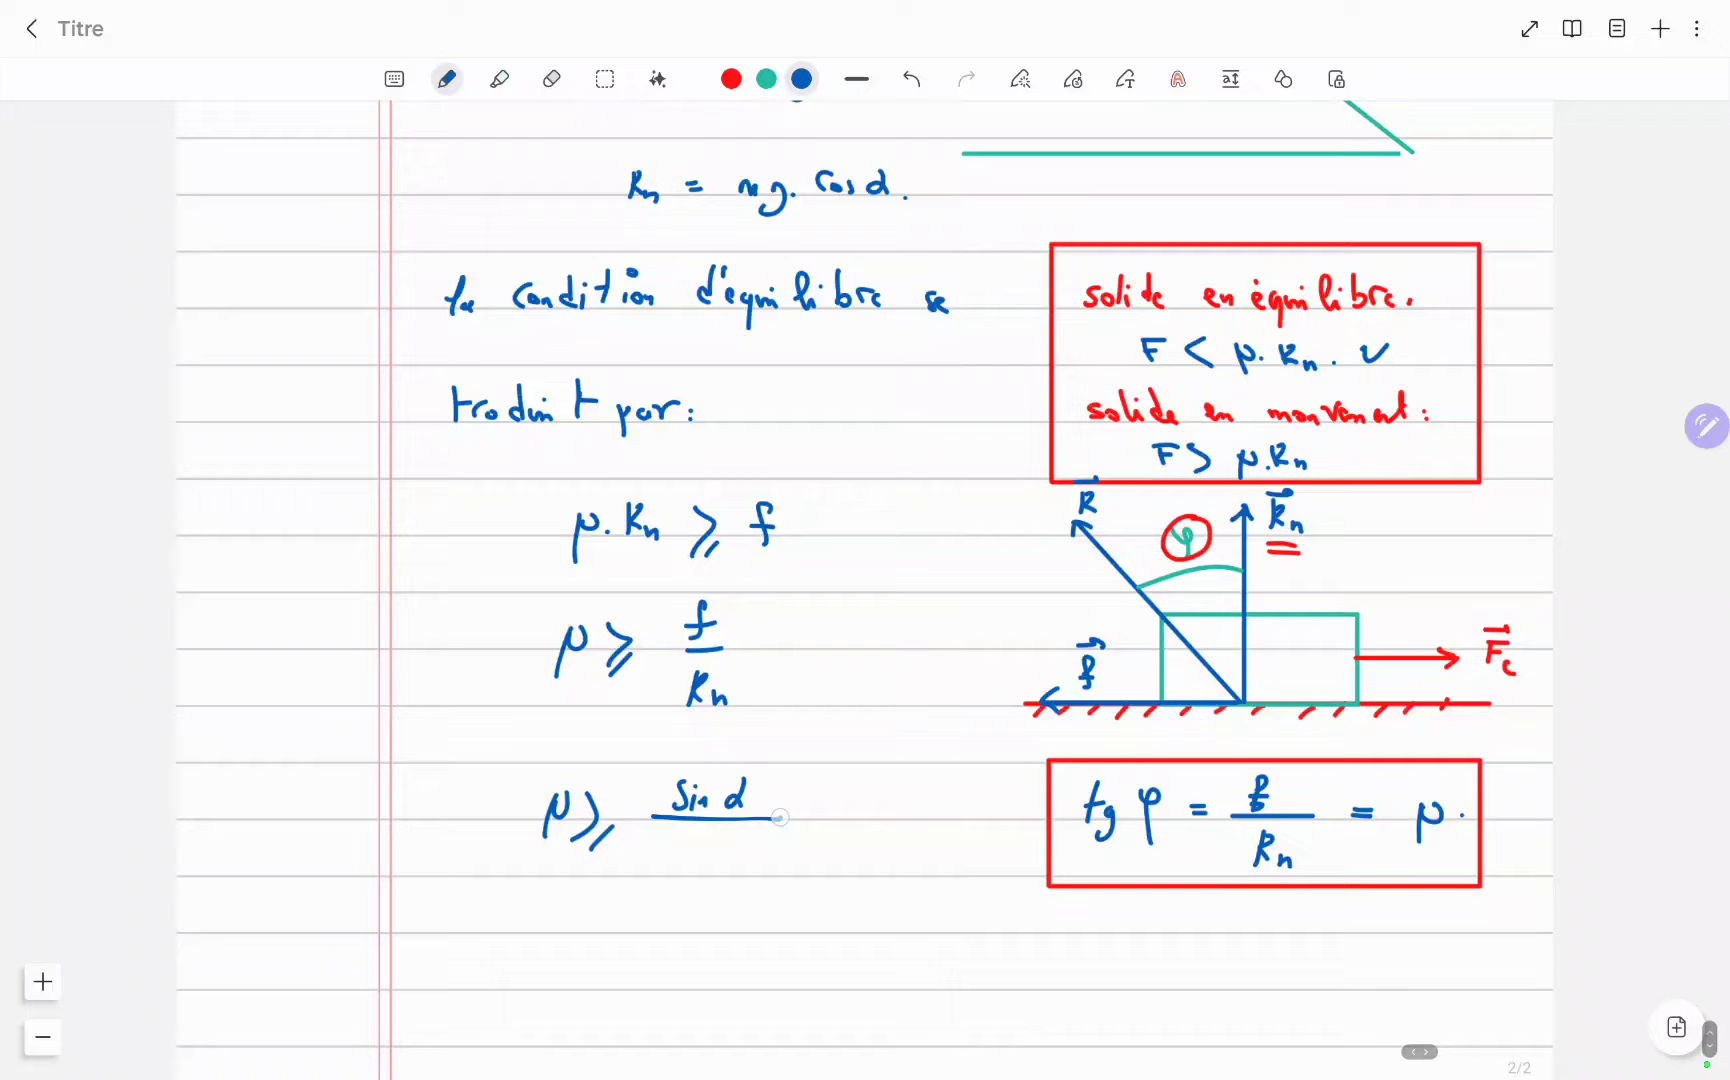 Titre
Rn = mg. cos α.
la condition d'équilibre se
traduit par:
μ. Rn ⩾ f
μ ⩾ f / Rn
μ ⩾ sin α
solide en équilibre.
F < μ. Rn. v
solide en mouvement:
F > μ.Rn
R
φ
Rn
f
Fc
tg φ = f / Rn = μ.
2/2